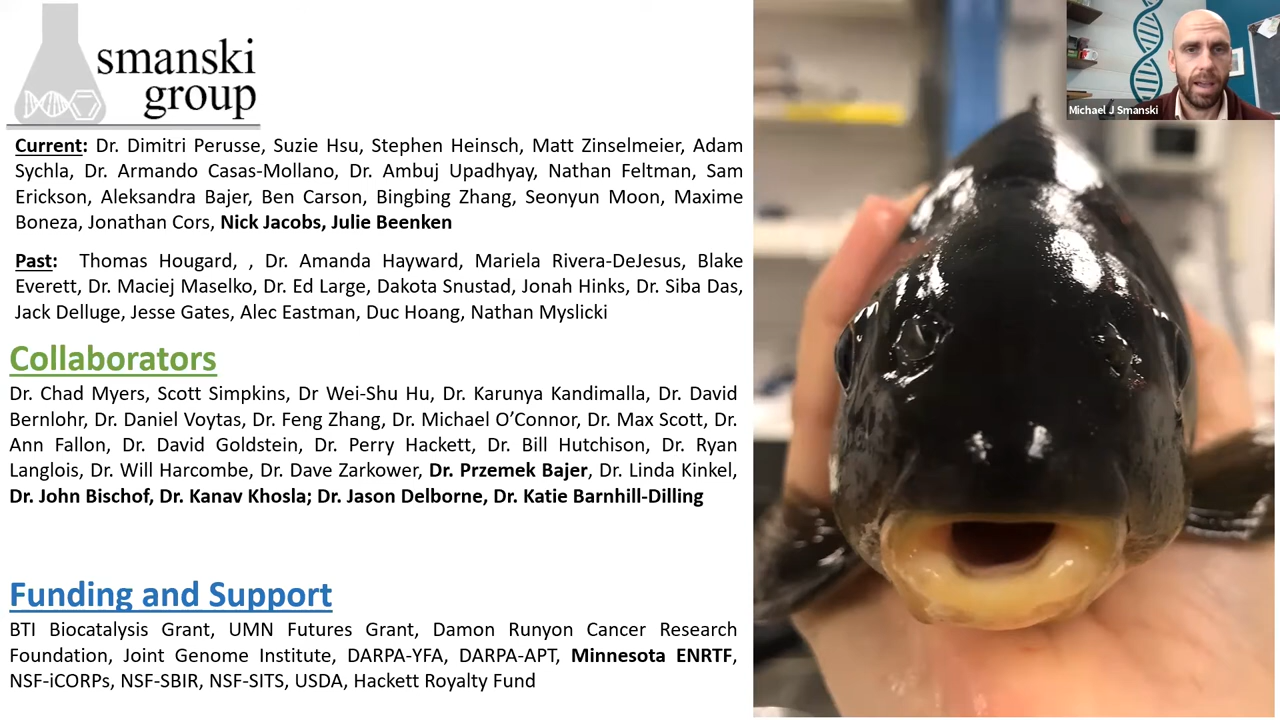 smanski
group
Michael J Smanski
Current: Dr. Dimitri Perusse, Suzie Hsu, Stephen Heinsch, Matt Zinselmeier, Adam
Sychla, Dr. Armando Casas-Mollano, Dr. Ambuj Upadhyay, Nathan Feltman, Sam
Erickson, Aleksandra Bajer, Ben Carson, Bingbing Zhang, Seonyun Moon, Maxime
Boneza, Jonathan Cors, Nick Jacobs, Julie Beenken
Past: Thomas Hougard, , Dr. Amanda Hayward, Mariela Rivera-DeJesus, Blake
Everett, Dr. Maciej Maselko, Dr. Ed Large, Dakota Snustad, Jonah Hinks, Dr. Siba Das,
Jack Delluge, Jesse Gates, Alec Eastman, Duc Hoang, Nathan Myslicki
Collaborators
Dr. Chad Myers, Scott Simpkins, Dr Wei-Shu Hu, Dr. Karunya Kandimalla, Dr. David
Bernlohr, Dr. Daniel Voytas, Dr. Feng Zhang, Dr. Michael O’Connor, Dr. Max Scott, Dr.
Ann Fallon, Dr. David Goldstein, Dr. Perry Hackett, Dr. Bill Hutchison, Dr. Ryan
Langlois, Dr. Will Harcombe, Dr. Dave Zarkower, Dr. Przemek Bajer, Dr. Linda Kinkel,
Dr. John Bischof, Dr. Kanav Khosla; Dr. Jason Delborne, Dr. Katie Barnhill-Dilling
Funding and Support
BTI Biocatalysis Grant, UMN Futures Grant, Damon Runyon Cancer Research
Foundation, Joint Genome Institute, DARPA-YFA, DARPA-APT, Minnesota ENRTF,
NSF-iCORPs, NSF-SBIR, NSF-SITS, USDA, Hackett Royalty Fund